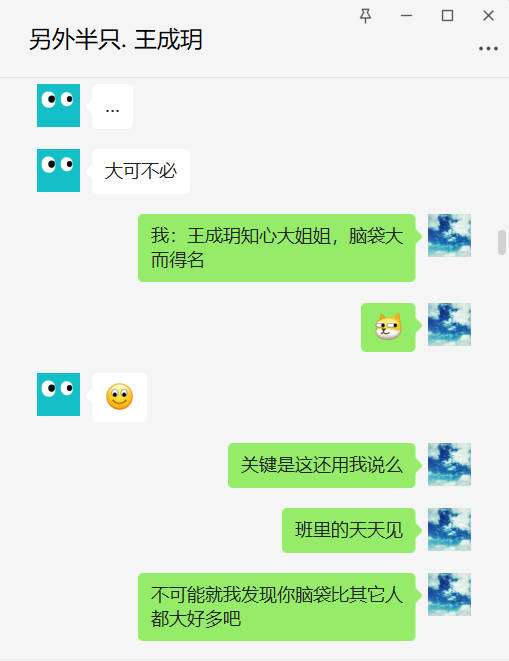 另外半只. 王成玥
...
大可不必
我：王成玥知心大姐姐，脑袋大
而得名
关键是这还用我说么
班里的天天见
不可能就我发现你脑袋比其它人
都大好多吧